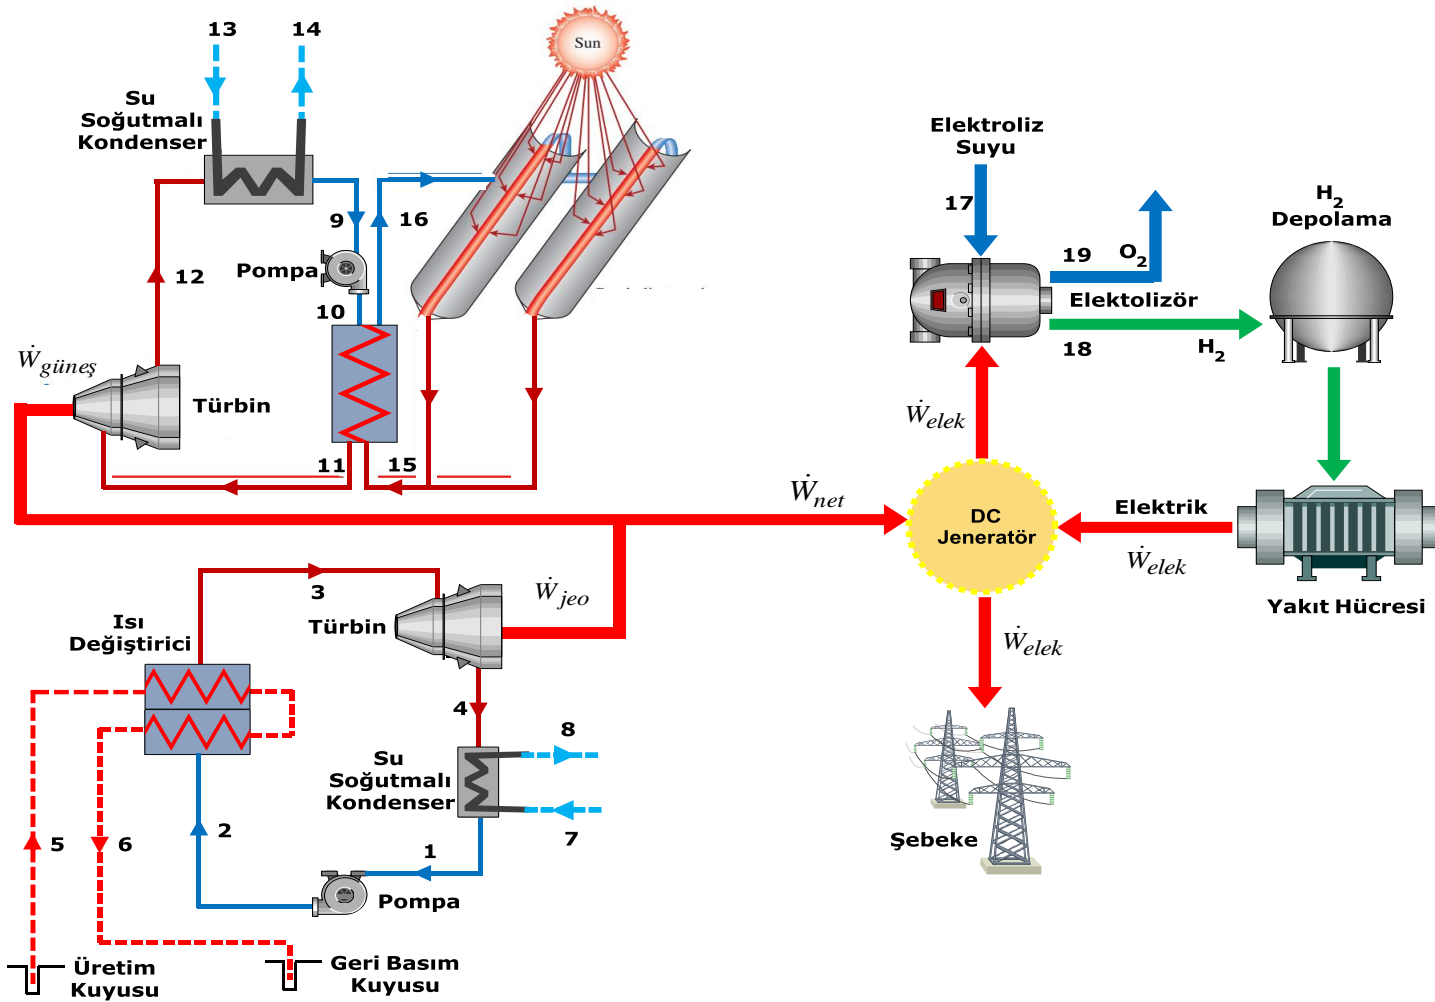 13
14
Sun
Su
Soğutmalı
Kondenser
9
16
12
Pompa
10
Ẇgüneş
Türbin
11
15
Ẇnet
3
Ẇjeo
Türbin
Isı
Değiştirici
4
8
Su
Soğutmalı
Kondenser
7
5
6
2
1
Pompa
Üretim
Kuyusu
Geri Basım
Kuyusu
Elektroliz
Suyu
17
H2
Depolama
19
O2
Elektolizör
18
H2
Ẇelek
DC
Jeneratör
Elektrik
Ẇelek
Yakıt Hücresi
Ẇelek
Şebeke